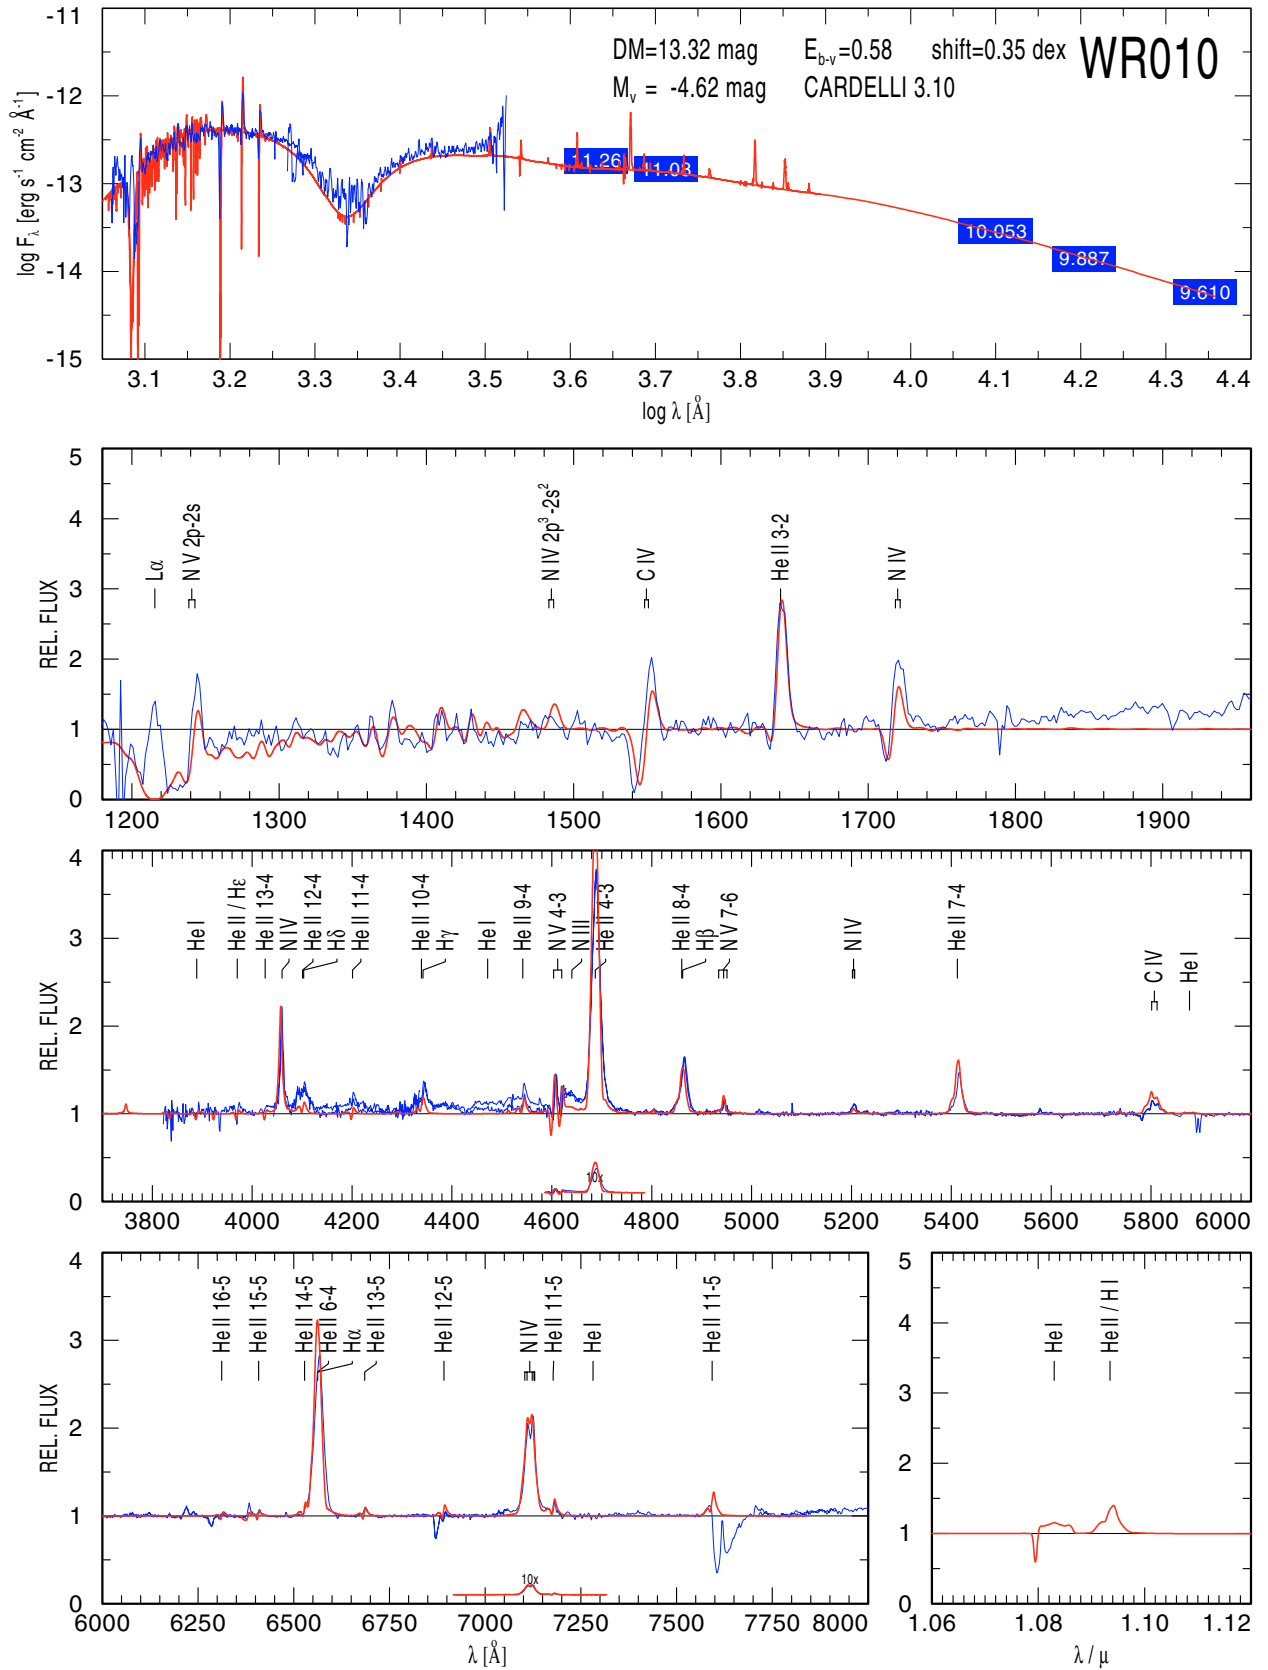 WR010
DM=13.32 mag E_b-v=0.58 shift=0.35 dex
M_v = -4.62 mag CARDELLI 3.10
log F_λ [erg s⁻¹ cm⁻² Å⁻¹]
-11
-12
-13
-14
-15
11.26
11.03
10.053
9.887
9.610
3.1 3.2 3.3 3.4 3.5 3.6 3.7 3.8 3.9 4.0 4.1 4.2 4.3 4.4
log λ [Å]
REL. FLUX
5
4
3
2
1
0
Lα
N V 2p-2s
N IV 2p³-2s²
C IV
He II 3-2
N IV
1200 1300 1400 1500 1600 1700 1800 1900
REL. FLUX
4
3
2
1
0
He I
He II / Hε
He II 13-4
N IV
He II 12-4
Hδ
He II 11-4
He II 10-4
Hγ
He I
He II 9-4
N V 4-3
N III
He II 4-3
He II 8-4
Hβ
N V 7-6
N IV
He II 7-4
C IV
He I
10x
3800 4000 4200 4400 4600 4800 5000 5200 5400 5600 5800 6000
REL. FLUX
4
3
2
1
0
He II 16-5
He II 15-5
He II 14-5
He II 6-4
Hα
He II 13-5
He II 12-5
N IV
He II 11-5
He I
He II 11-5
10x
6000 6250 6500 6750 7000 7250 7500 7750 8000
λ [Å]
5
4
3
2
1
0
He I
He II / H I
1.06 1.08 1.10 1.12
λ / μ